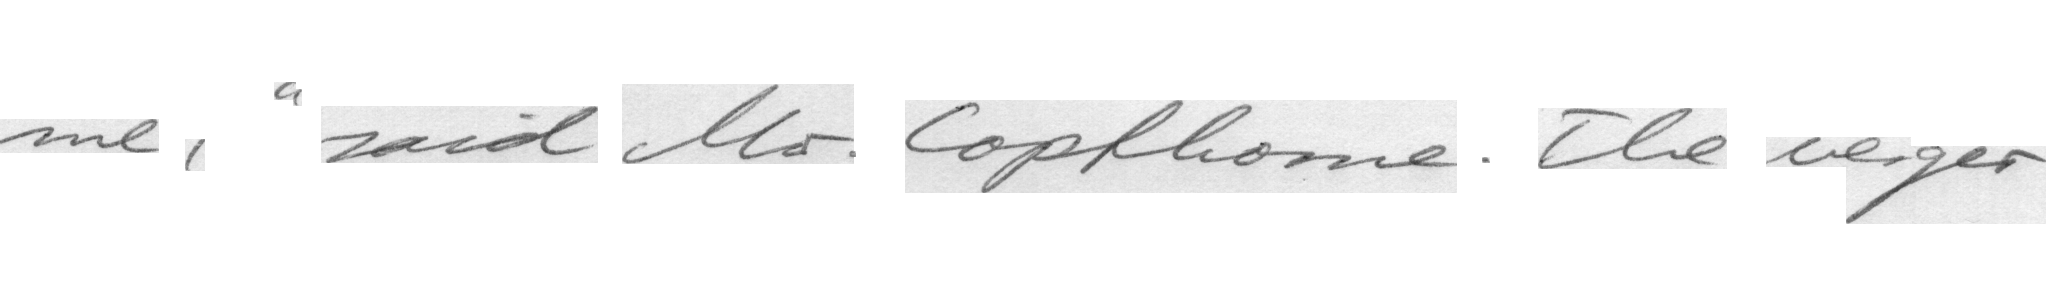 me, " said Mr. Copthorne. The verger